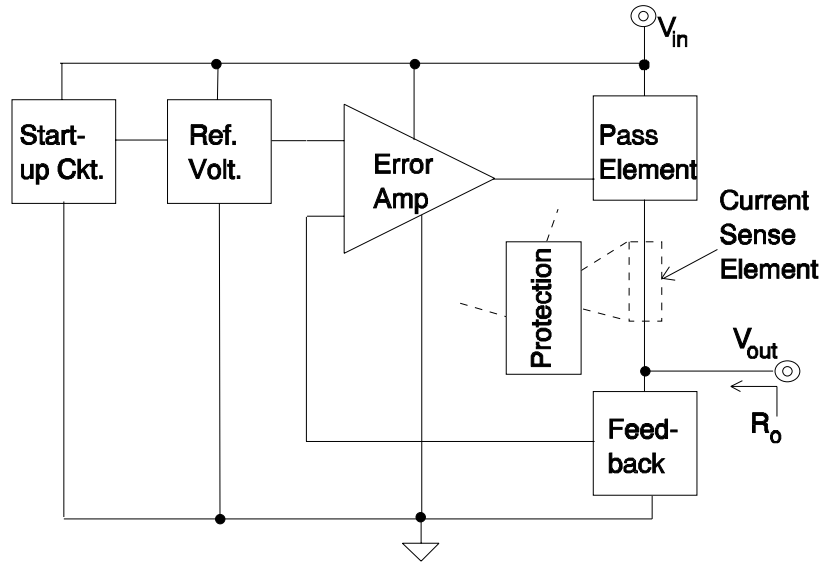 Vin
Start-
up Ckt.
Ref.
Volt.
Error
Amp
Pass
Element
Current
Sense
Element
Protection
Vout
Ro
Feed-
back